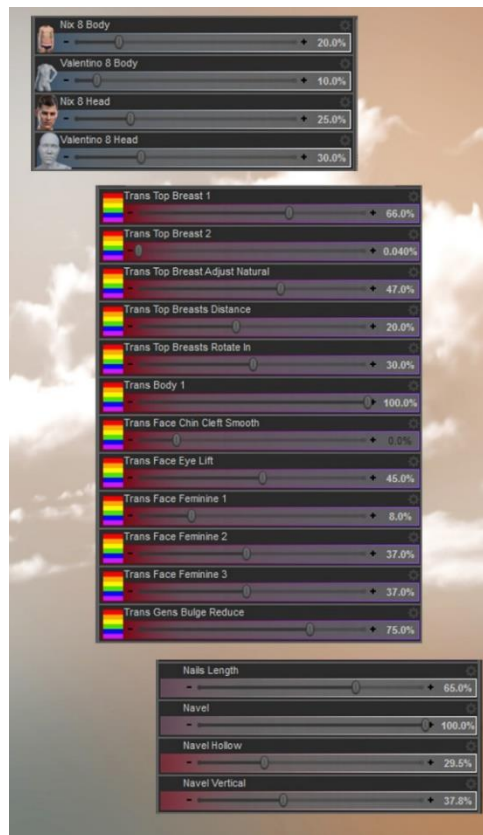 Nix 8 Body
- + 20.0%
Valentino 8 Body
- + 10.0%
Nix 8 Head
- + 25.0%
Valentino 8 Head
- + 30.0%
Trans Top Breast 1
- + 66.0%
Trans Top Breast 2
- + 0.040%
Trans Top Breast Adjust Natural
- + 47.0%
Trans Top Breasts Distance
- + 20.0%
Trans Top Breasts Rotate In
- + 30.0%
Trans Body 1
- + 100.0%
Trans Face Chin Cleft Smooth
- + 0.0%
Trans Face Eye Lift
- + 45.0%
Trans Face Feminine 1
- + 8.0%
Trans Face Feminine 2
- + 37.0%
Trans Face Feminine 3
- + 37.0%
Trans Gens Bulge Reduce
- + 75.0%
Nails Length
- + 65.0%
Navel
- + 100.0%
Navel Hollow
- + 29.5%
Navel Vertical
- + 37.8%